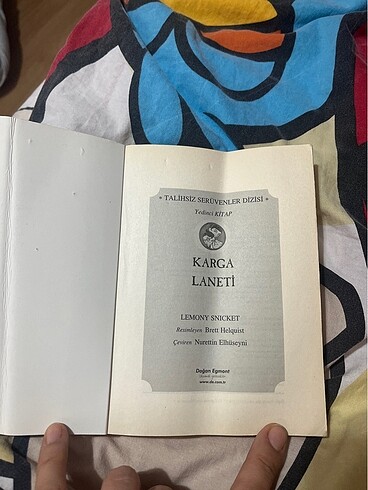 TALİHSİZ SERÜVENLER DİZİSİ
Yedinci KİTAP
KARGA
LANETİ
LEMONY SNICKET
Resimleyen Brett Helquist
Çeviren Nurettin Elhüseyni
Doğan Egmont
www.de.com.tr